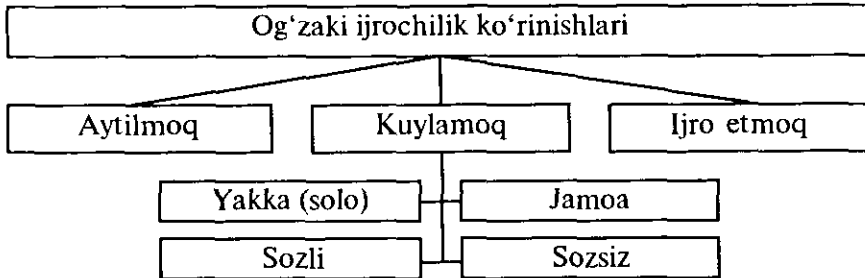 Og‘zaki ijrochilik ko‘rinishlari
Aytilmoq
Kuylamoq
Ijro etmoq
Yakka (solo)
Jamoa
Sozli
Sozsiz